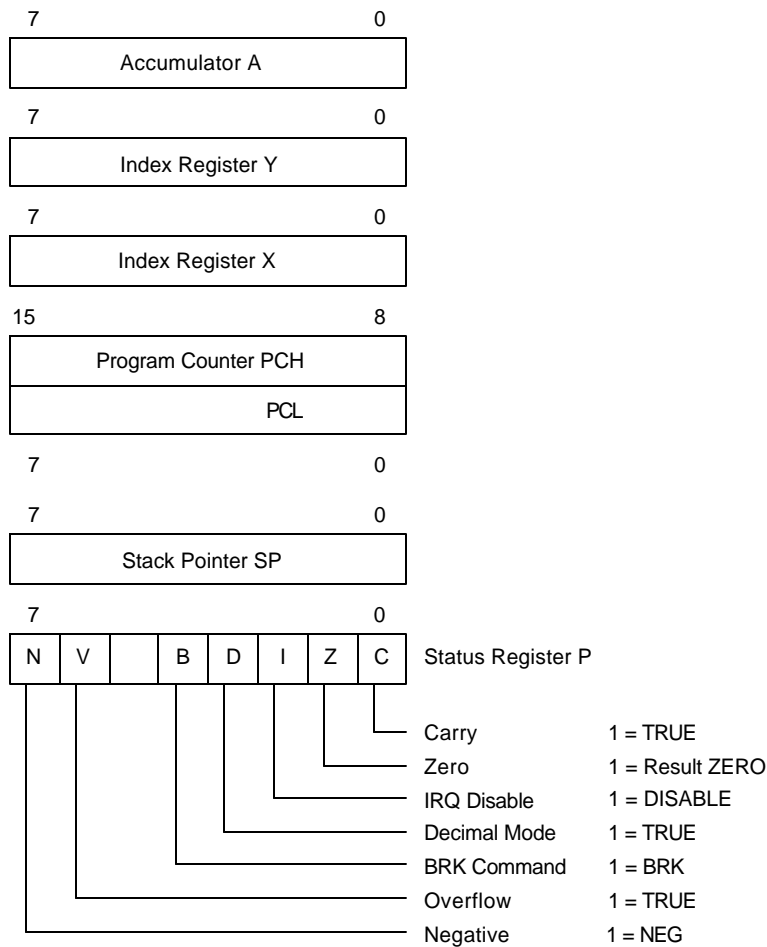 7 0
Accumulator A
7 0
Index Register Y
7 0
Index Register X
15 8
Program Counter PCH
PCL
7 0
7 0
Stack Pointer SP
7 0
N V B D I Z C Status Register P
Carry 1 = TRUE
Zero 1 = Result ZERO
IRQ Disable 1 = DISABLE
Decimal Mode 1 = TRUE
BRK Command 1 = BRK
Overflow 1 = TRUE
Negative 1 = NEG